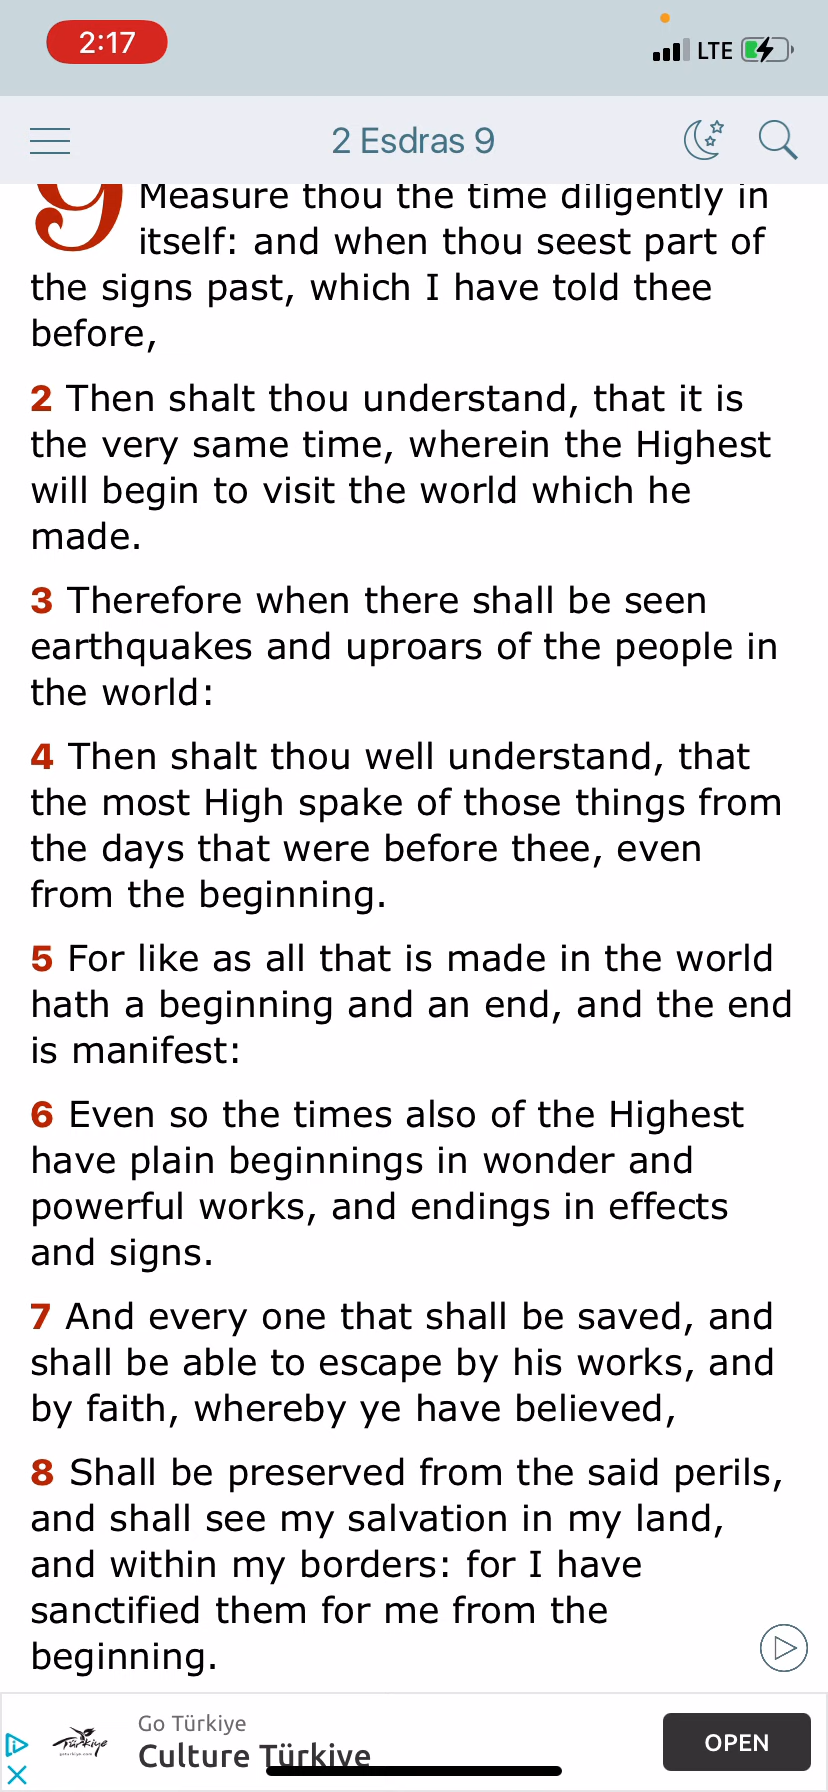 2:17
LTE
2 Esdras 9
9 Measure thou the time diligently in
itself: and when thou seest part of
the signs past, which I have told thee
before,
2 Then shalt thou understand, that it is
the very same time, wherein the Highest
will begin to visit the world which he
made.
3 Therefore when there shall be seen
earthquakes and uproars of the people in
the world:
4 Then shalt thou well understand, that
the most High spake of those things from
the days that were before thee, even
from the beginning.
5 For like as all that is made in the world
hath a beginning and an end, and the end
is manifest:
6 Even so the times also of the Highest
have plain beginnings in wonder and
powerful works, and endings in effects
and signs.
7 And every one that shall be saved, and
shall be able to escape by his works, and
by faith, whereby ye have believed,
8 Shall be preserved from the said perils,
and shall see my salvation in my land,
and within my borders: for I have
sanctified them for me from the
beginning.
Türkiye
Go Türkiye
Culture Türkiye
OPEN